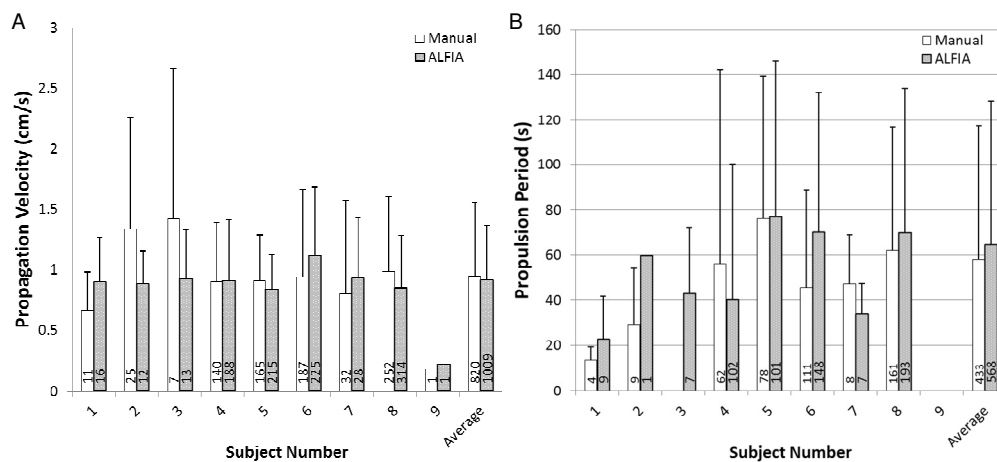 A
B
3
2.5
2
1.5
1
0.5
0
Propagation Velocity (cm/s)
Manual
ALFIA
11 16 25 12 7 13 140 188 165 215 187 225 32 28 252 314 1 1 820 1009
1 2 3 4 5 6 7 8 9 Average
Subject Number
160
140
120
100
80
60
40
20
0
Propulsion Period (s)
Manual
ALFIA
4 9 9 1 7 62 102 78 101 111 148 8 7 161 193 433 568
1 2 3 4 5 6 7 8 9 Average
Subject Number